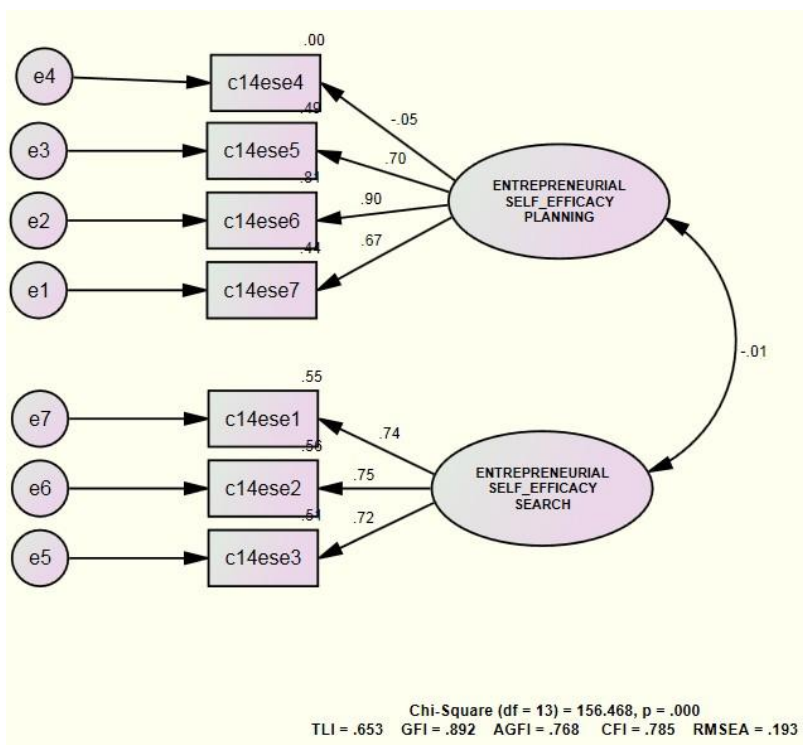 .00
e4
c14ese4
-.05
.49
e3
c14ese5
.70
ENTREPRENEURIAL
SELF_EFFICACY
PLANNING
.81
e2
c14ese6
.90
.44
e1
c14ese7
.67
-.01
.55
e7
c14ese1
.74
.56
e6
c14ese2
.75
ENTREPRENEURIAL
SELF_EFFICACY
SEARCH
.51
e5
c14ese3
.72
Chi-Square (df = 13) = 156.468, p = .000
TLI = .653 GFI = .892 AGFI = .768 CFI = .785 RMSEA = .193